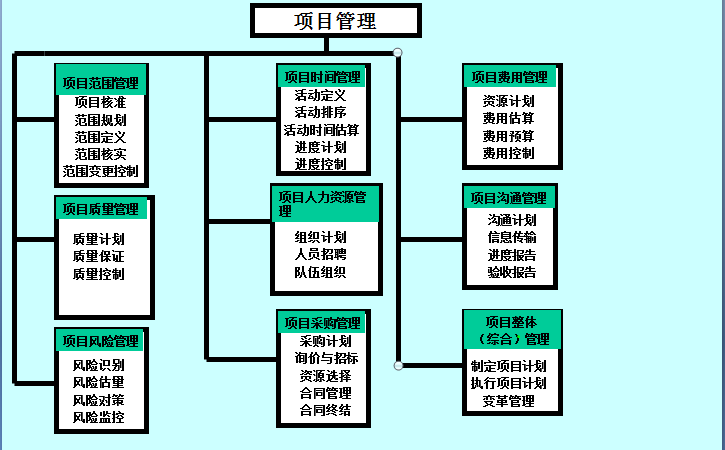 项目管理
项目范围管理
项目核准
范围规划
范围定义
范围核实
范围变更控制
项目时间管理
活动定义
活动排序
活动时间估算
进度计划
进度控制
项目费用管理
资源计划
费用估算
费用预算
费用控制
项目质量管理
质量计划
质量保证
质量控制
项目人力资源管
理
组织计划
人员招聘
队伍组织
项目沟通管理
沟通计划
信息传输
进度报告
验收报告
项目风险管理
风险识别
风险估量
风险对策
风险监控
项目采购管理
采购计划
询价与招标
资源选择
合同管理
合同终结
项目整体
（综合）管理
制定项目计划
执行项目计划
变革管理